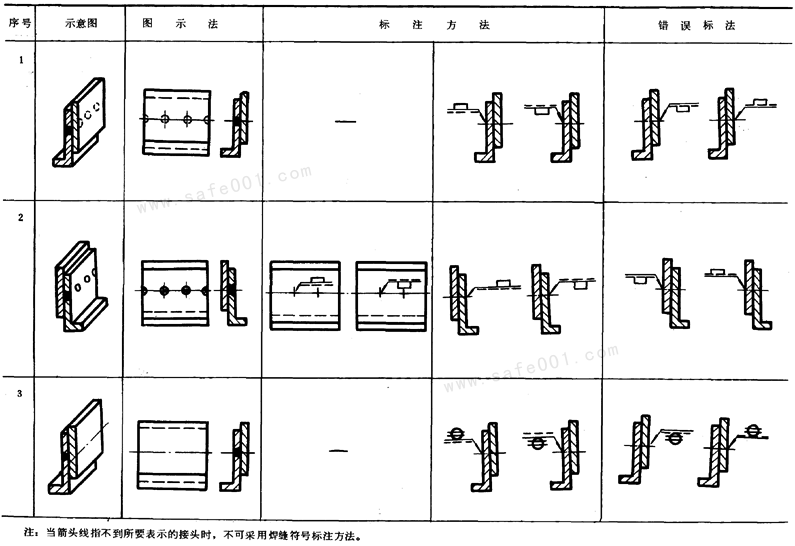 序号 示意图 图示法 标注方法 错误标法
1
2
3
www.safe001.com
www.safe001.com
注：当箭头线指不到所要表示的接头时，不可采用焊缝符号标注方法。